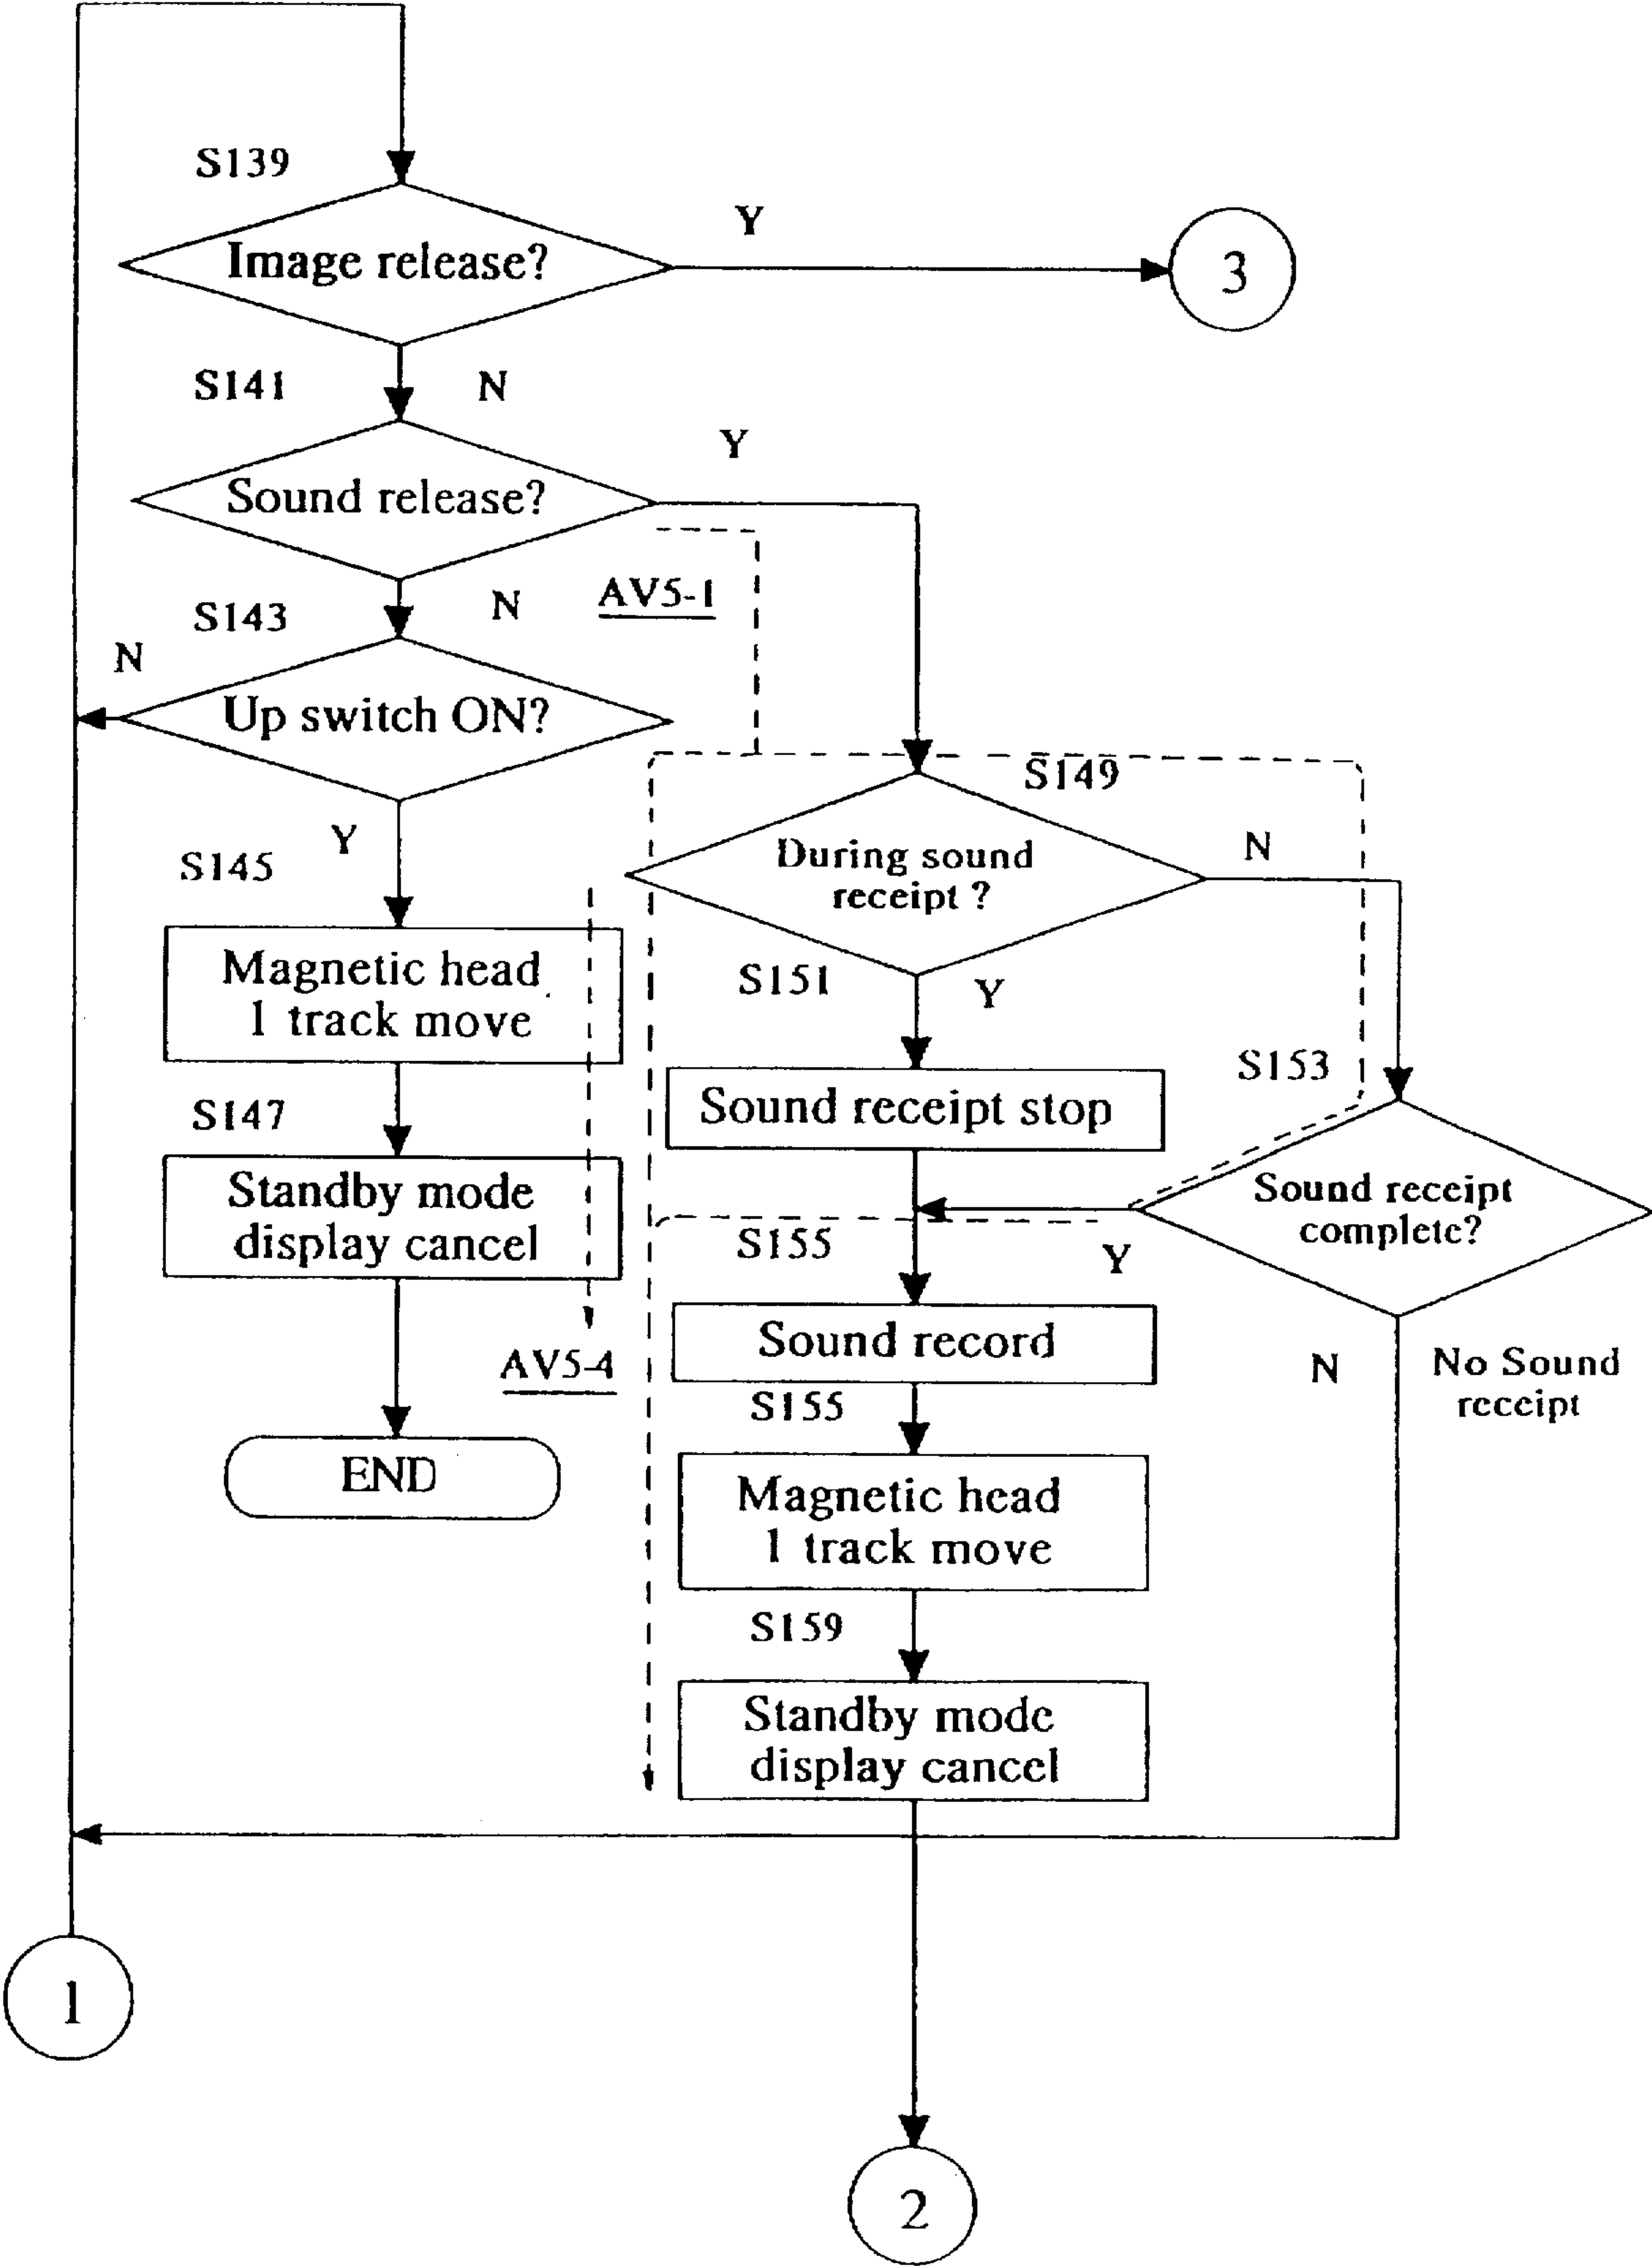 S139
Y
Image release?
3
S141
N
Y
Sound release?
AV5-1
N
S143
N
Up switch ON?
S149
Y
S145
During sound
receipt ?
N
Magnetic head
1 track move
S151
Y
S153
S147
Sound receipt stop
Standby mode
display cancel
Sound receipt
complete?
S155
Y
Sound record
AV5-4
N
No Sound
receipt
S155
END
Magnetic head
1 track move
S159
Standby mode
display cancel
1
2